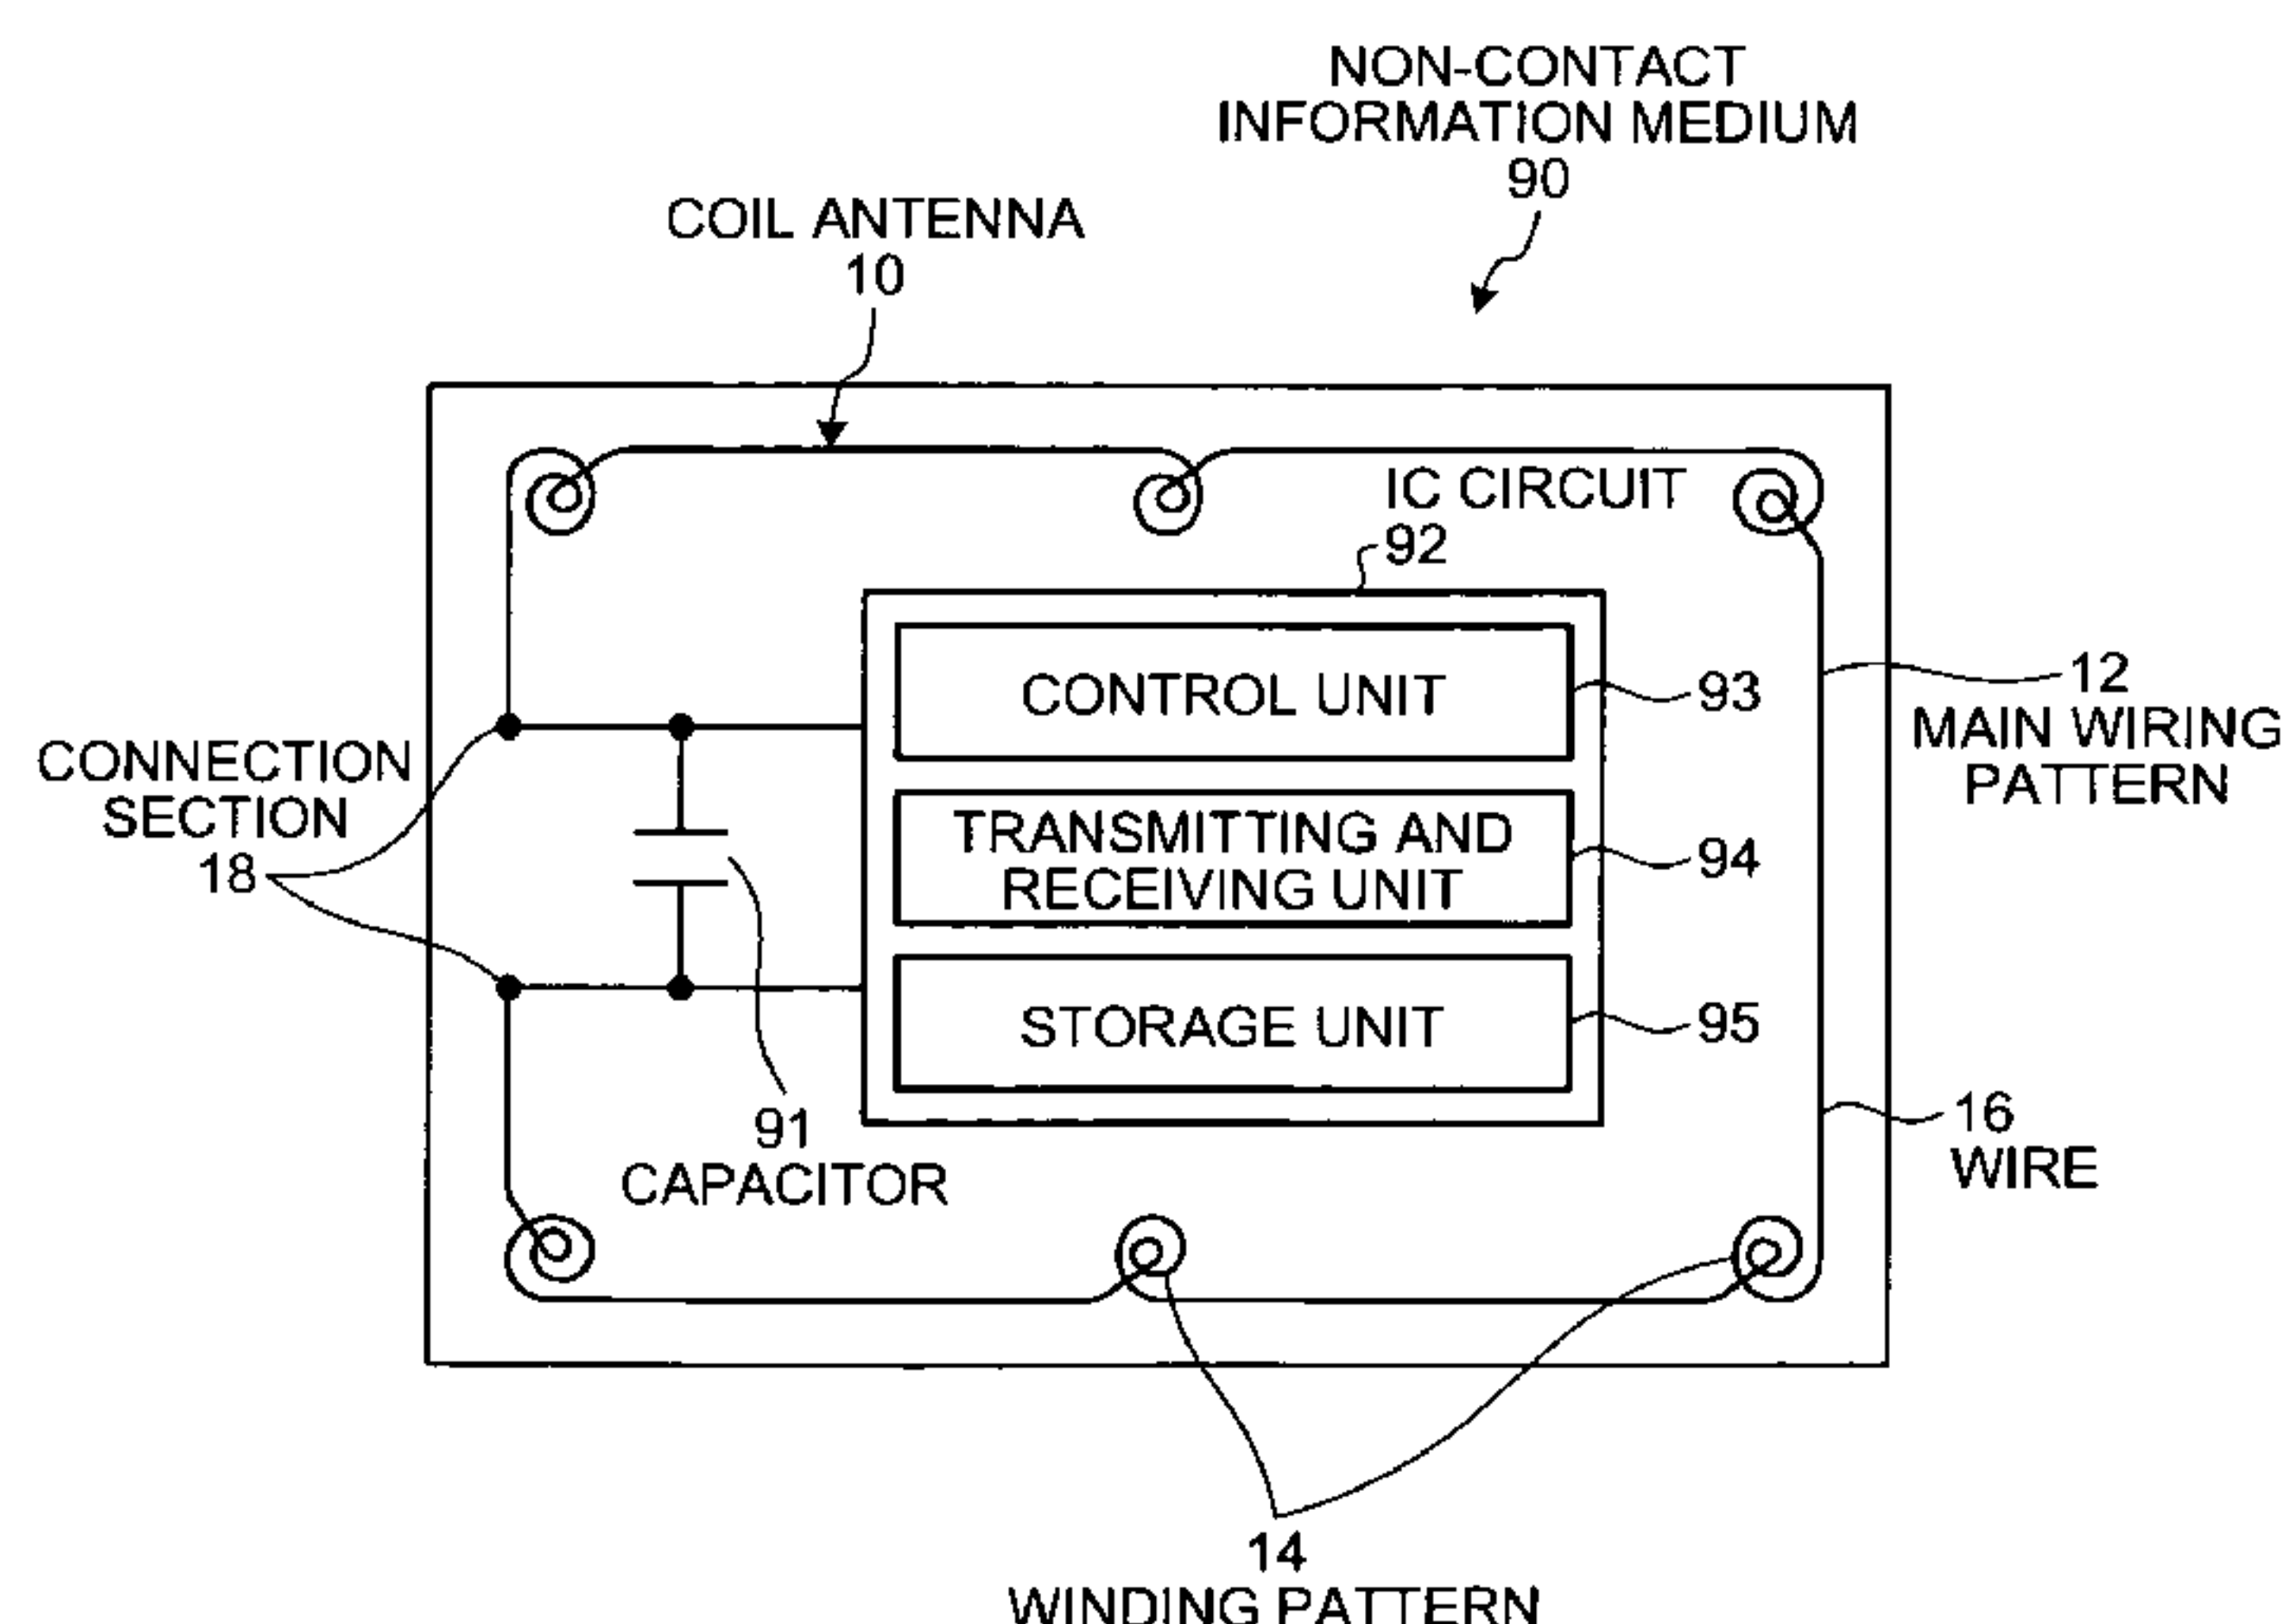 NON-CONTACT
INFORMATION MEDIUM
90
COIL ANTENNA
10
IC CIRCUIT
92
CONTROL UNIT
93
12
MAIN WIRING
PATTERN
CONNECTION
SECTION
18
TRANSMITTING AND
RECEIVING UNIT
94
STORAGE UNIT
95
91
CAPACITOR
16
WIRE
14
WINDING PATTERN